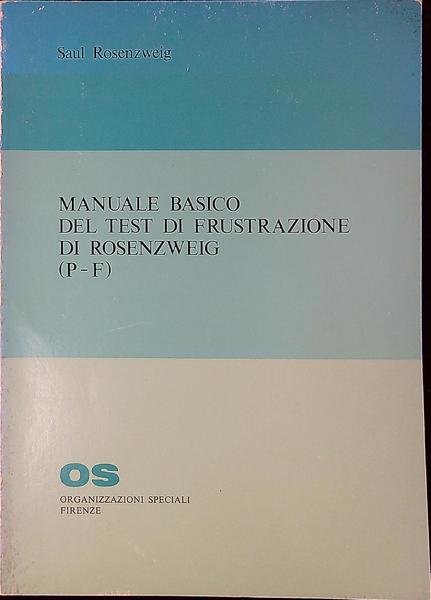 Saul Rosenzweig
MANUALE BASICO
DEL TEST DI FRUSTRAZIONE
DI ROSENZWEIG
(P-F)
OS
ORGANIZZAZIONI SPECIALI
FIRENZE